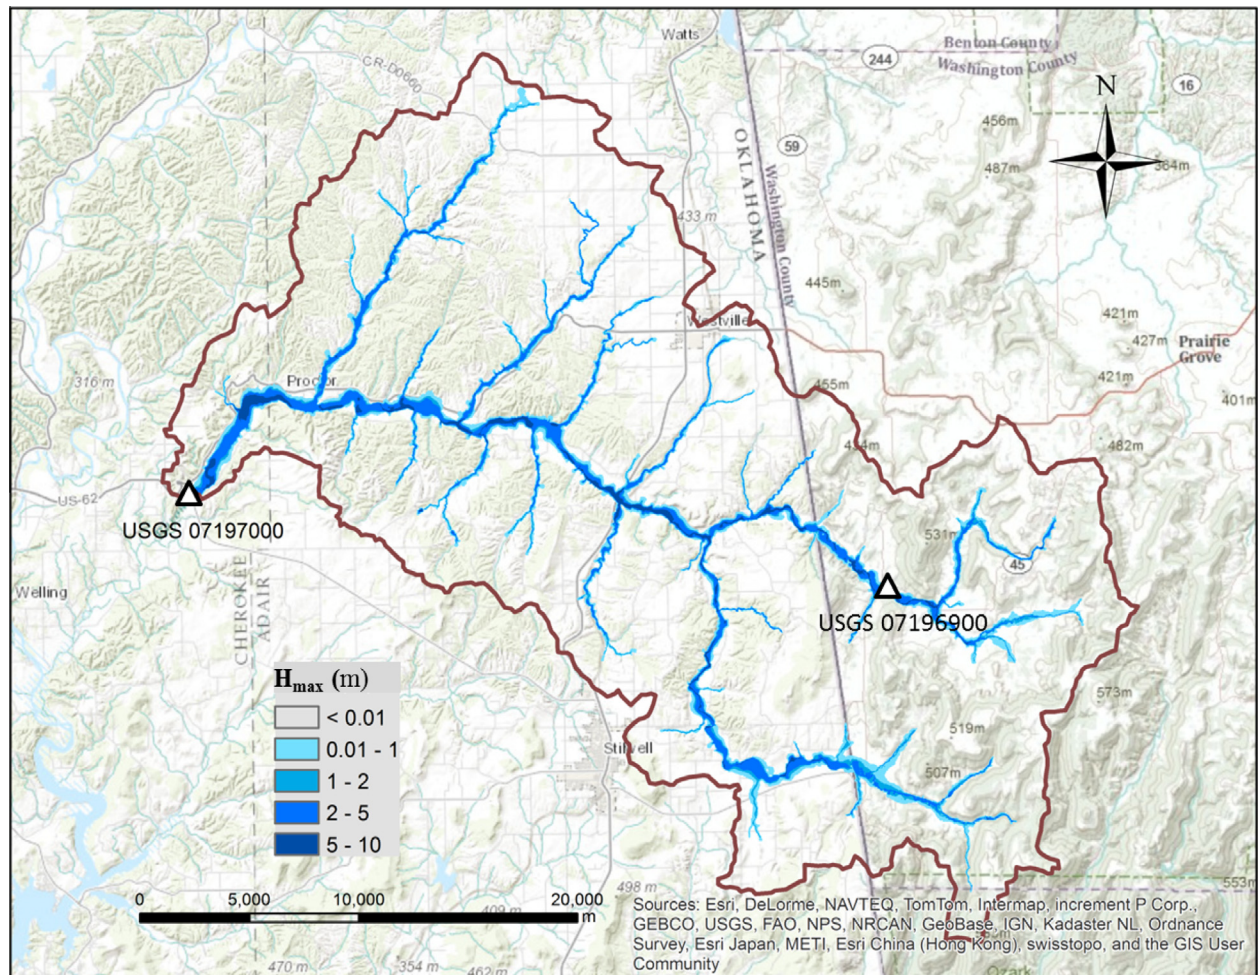 Watts
244
Benton County
Washington County
16
CR-D0660
N
456m
59
OKLAHOMA
Washington County
487m
364m
433 m
445m
421m
427m
Prairie
Grove
Westville
316 m
Proctor
455m
421m
401m
482m
US-62
USGS 07197000
531m
45
CHEROKEE
ADAIR
Welling
USGS 07196900
Hmax (m)
< 0.01
0.01 - 1
1 - 2
2 - 5
5 - 10
573m
519m
Stilwell
507m
0 5,000 10,000 20,000
m
498 m
409m
553m
Sources: Esri, DeLorme, NAVTEQ, TomTom, Intermap, increment P Corp.,
GEBCO, USGS, FAO, NPS, NRCAN, GeoBase, IGN, Kadaster NL, Ordnance
Survey, Esri Japan, METI, Esri China (Hong Kong), swisstopo, and the GIS User
Community
470 m
354 m
462 m
Ozark